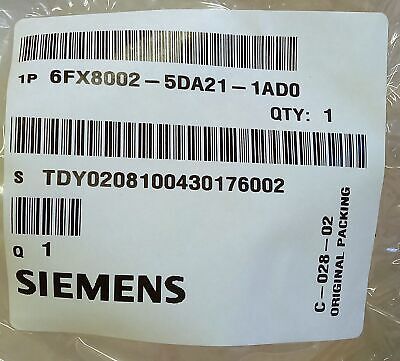 1P 6FX8002-5DA21-1AD0
QTY: 1
S TDY0208100430176002
Q 1
SIEMENS
C-028-02
ORIGINAL PACKING